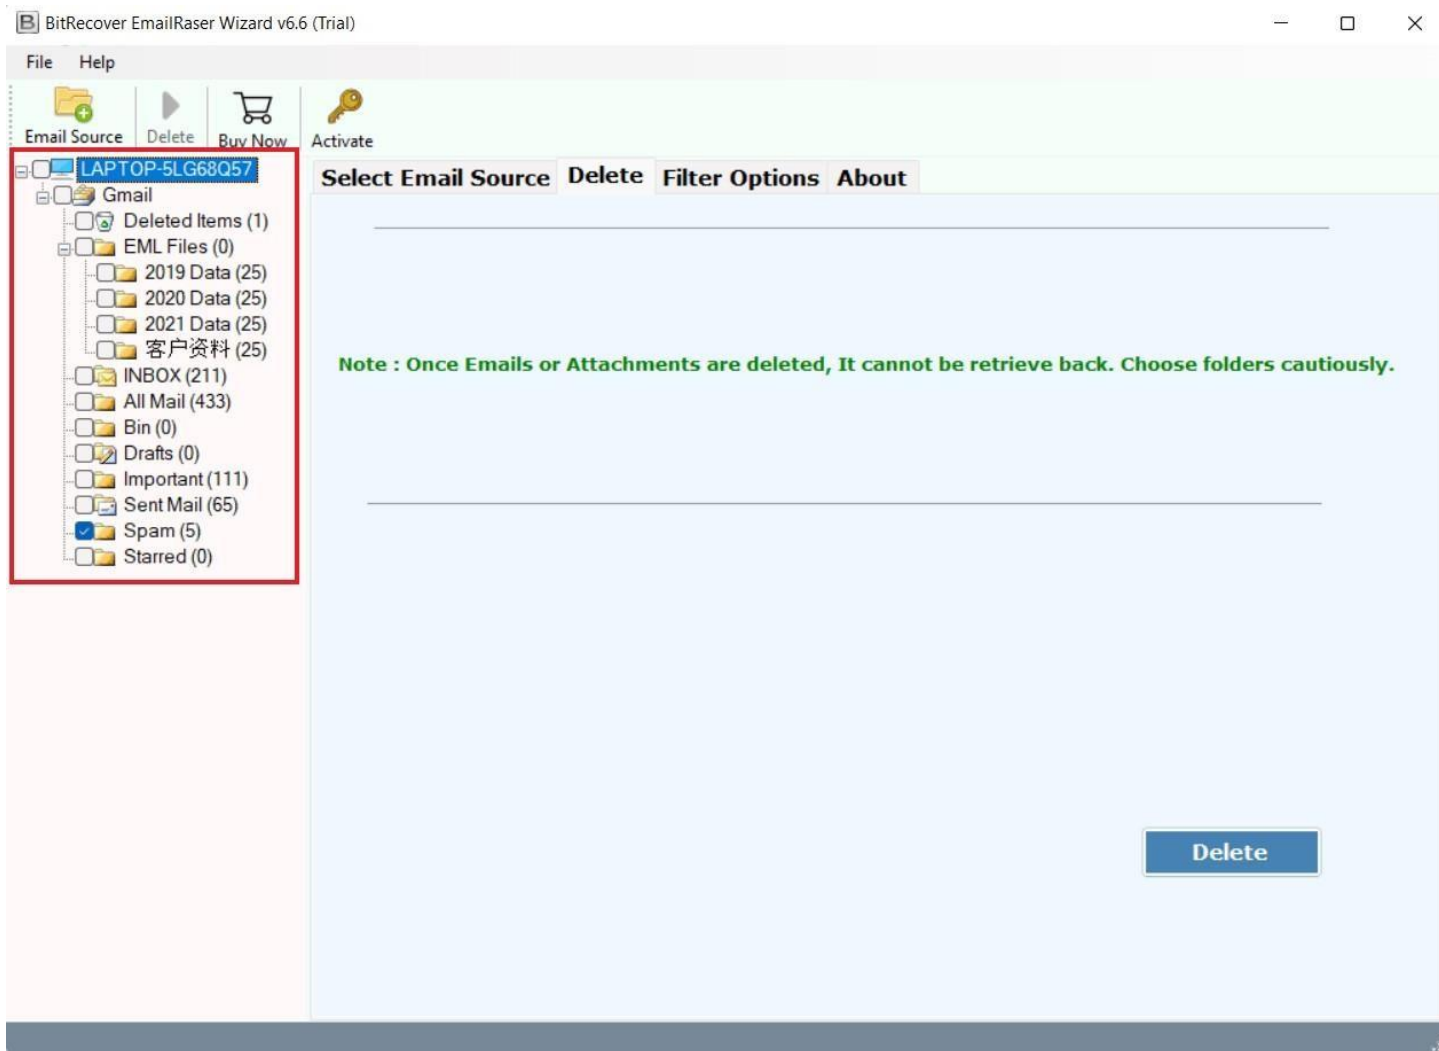 BitRecover EmailRaser Wizard v6.6 (Trial)
File Help
Email Source Delete Buy Now Activate
LAPTOP-5LG68Q57
Gmail
Deleted Items (1)
EML Files (0)
2019 Data (25)
2020 Data (25)
2021 Data (25)
客户资料 (25)
INBOX (211)
All Mail (433)
Bin (0)
Drafts (0)
Important (111)
Sent Mail (65)
Spam (5)
Starred (0)
Select Email Source Delete Filter Options About
Note : Once Emails or Attachments are deleted, It cannot be retrieve back. Choose folders cautiously.
Delete